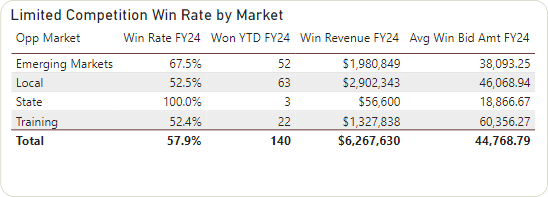 Limited Competition Win Rate by Market
Opp Market Win Rate FY24 Won YTD FY24 Win Revenue FY24 Avg Win Bid Amt FY24
Emerging Markets 67.5% 52 $1,980,849 38,093.25
Local 52.5% 63 $2,902,343 46,068.94
State 100.0% 3 $56,600 18,866.67
Training 52.4% 22 $1,327,838 60,356.27
Total 57.9% 140 $6,267,630 44,768.79